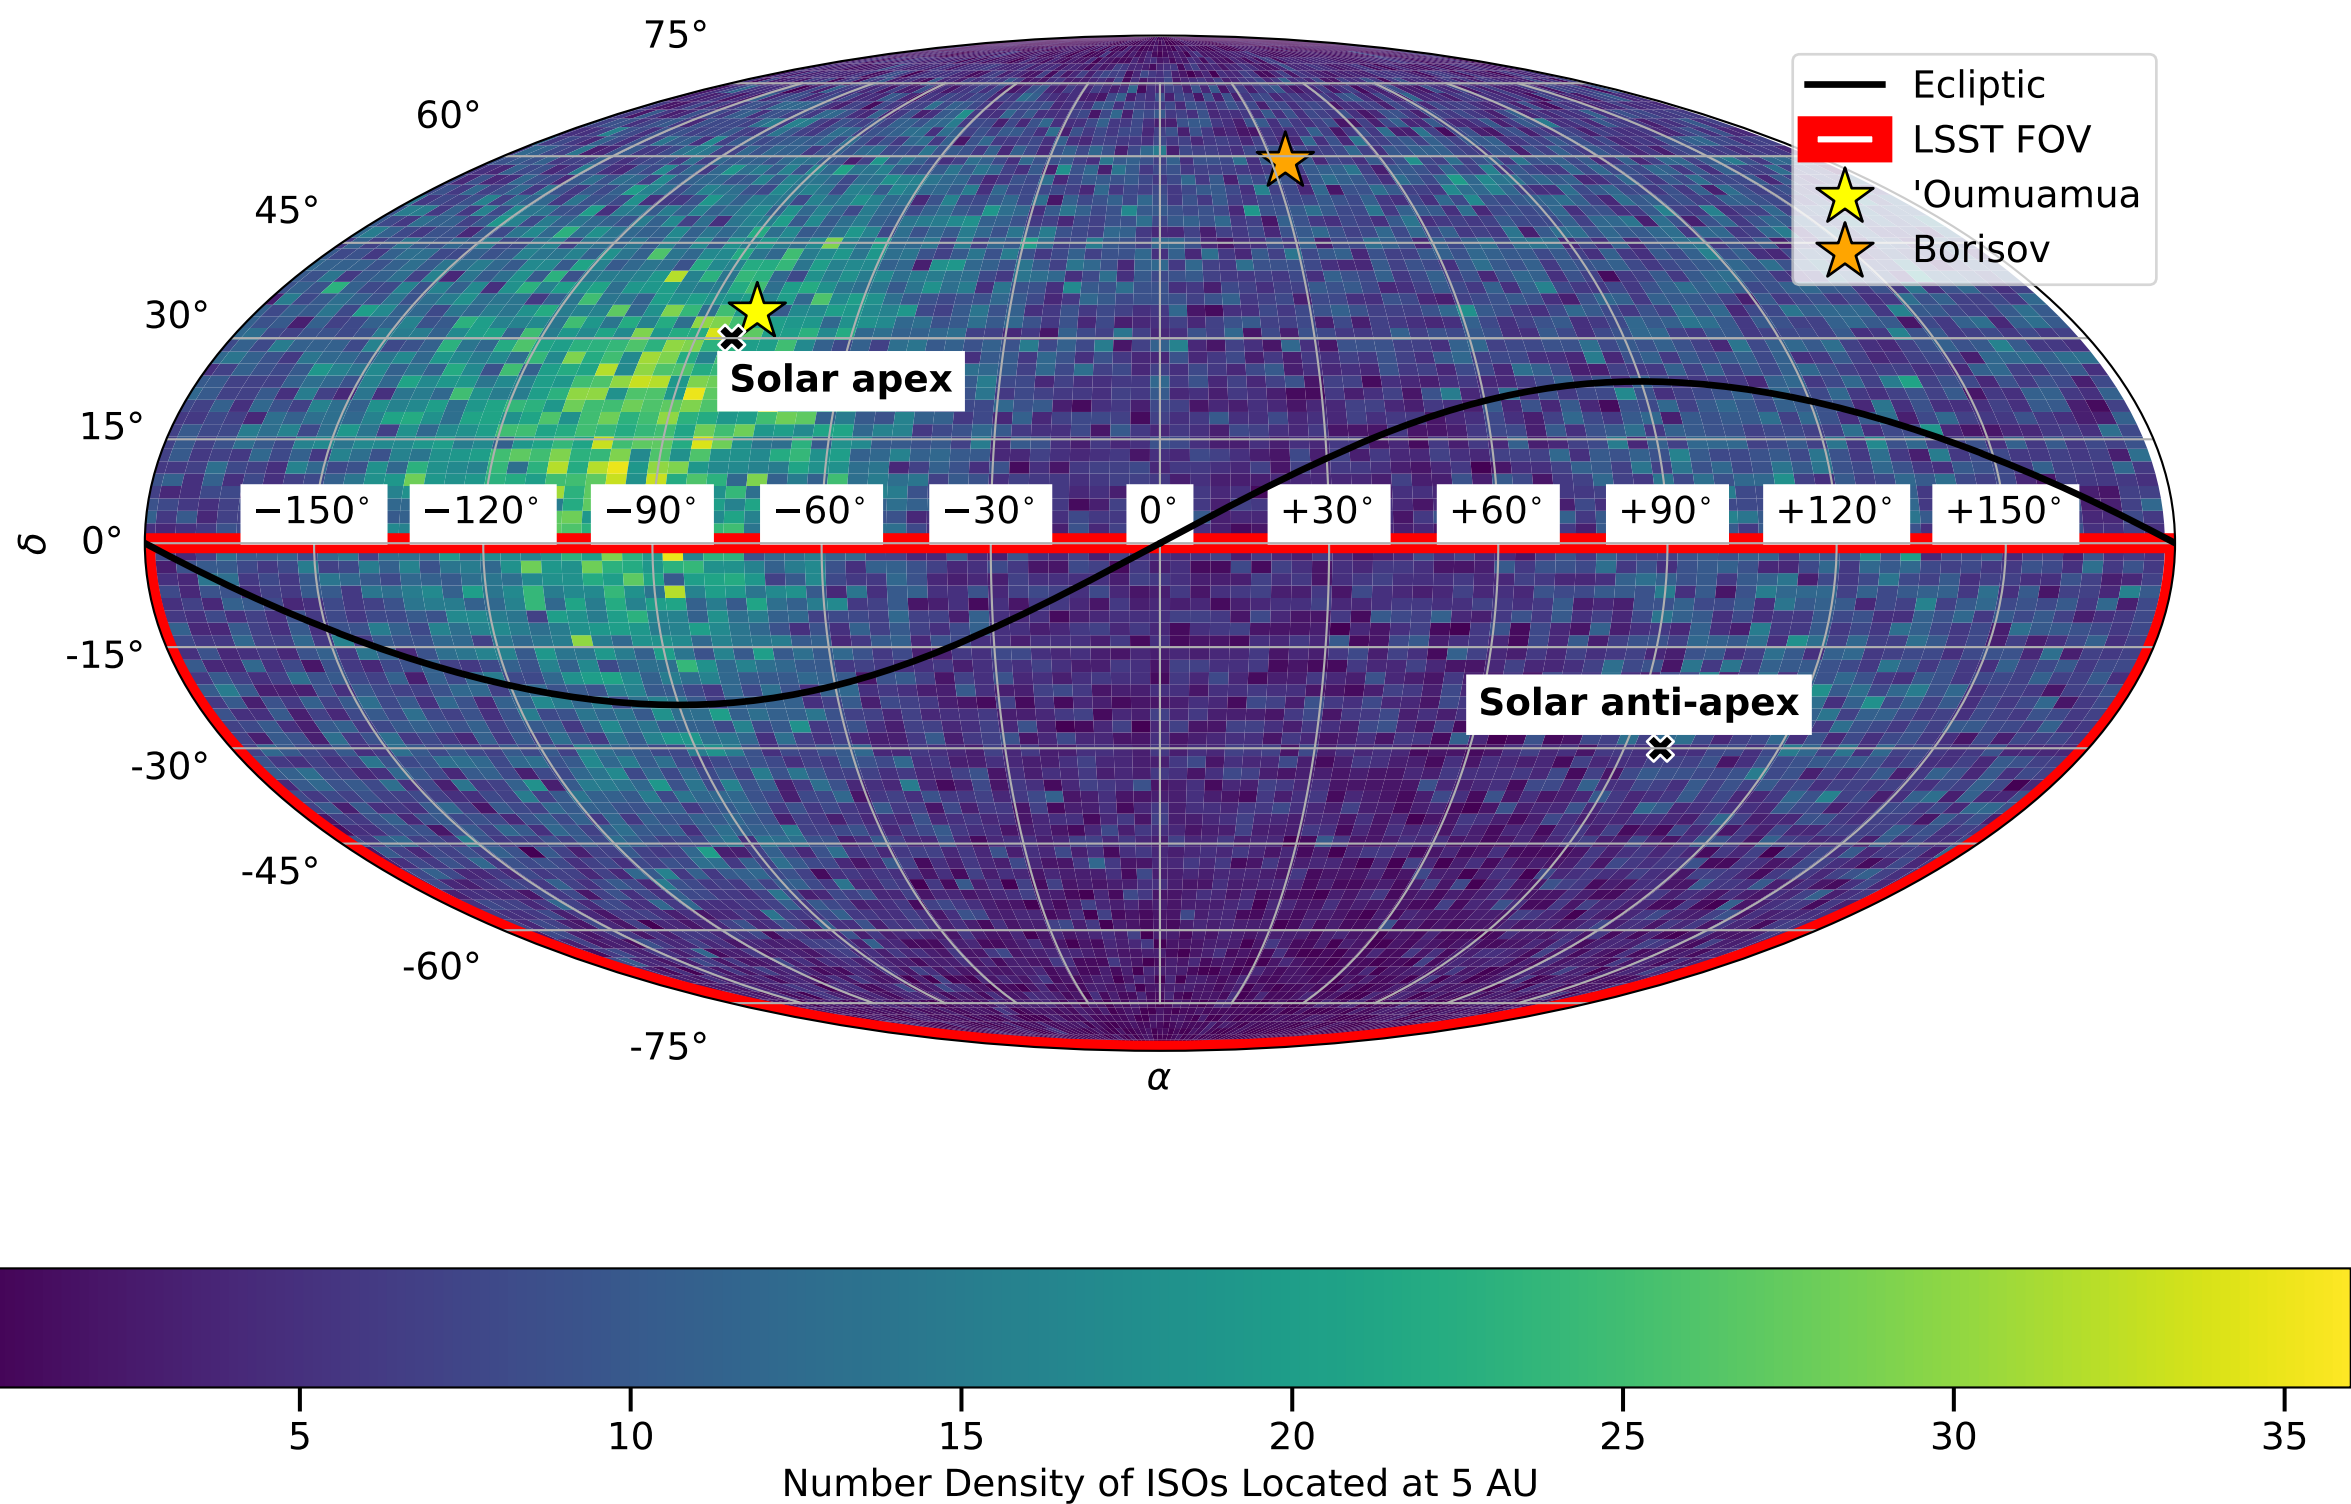 75°
60°
45°
30°
15°
0°
-15°
-30°
-45°
-60°
-75°
δ
Ecliptic
LSST FOV
'Oumuamua
Borisov
Solar apex
−150° −120° −90° −60° −30° 0° +30° +60° +90° +120° +150°
Solar anti-apex
α
5 10 15 20 25 30 35
Number Density of ISOs Located at 5 AU